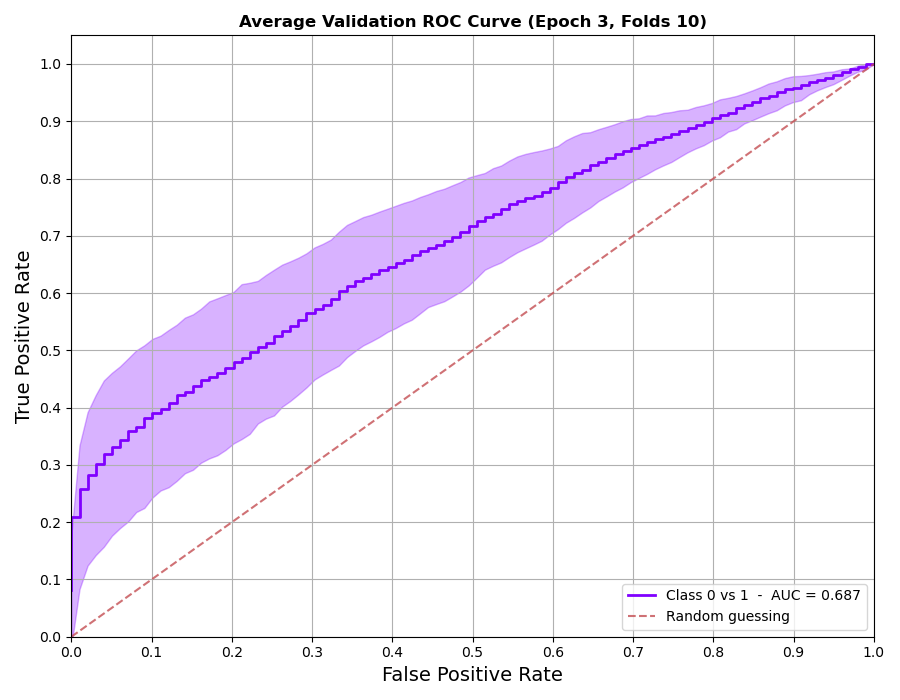 Average Validation ROC Curve (Epoch 3, Folds 10)
True Positive Rate
1.0
0.9
0.8
0.7
0.6
0.5
0.4
0.3
0.2
0.1
0.0
Class 0 vs 1 - AUC = 0.687
Random guessing
0.0 0.1 0.2 0.3 0.4 0.5 0.6 0.7 0.8 0.9 1.0
False Positive Rate